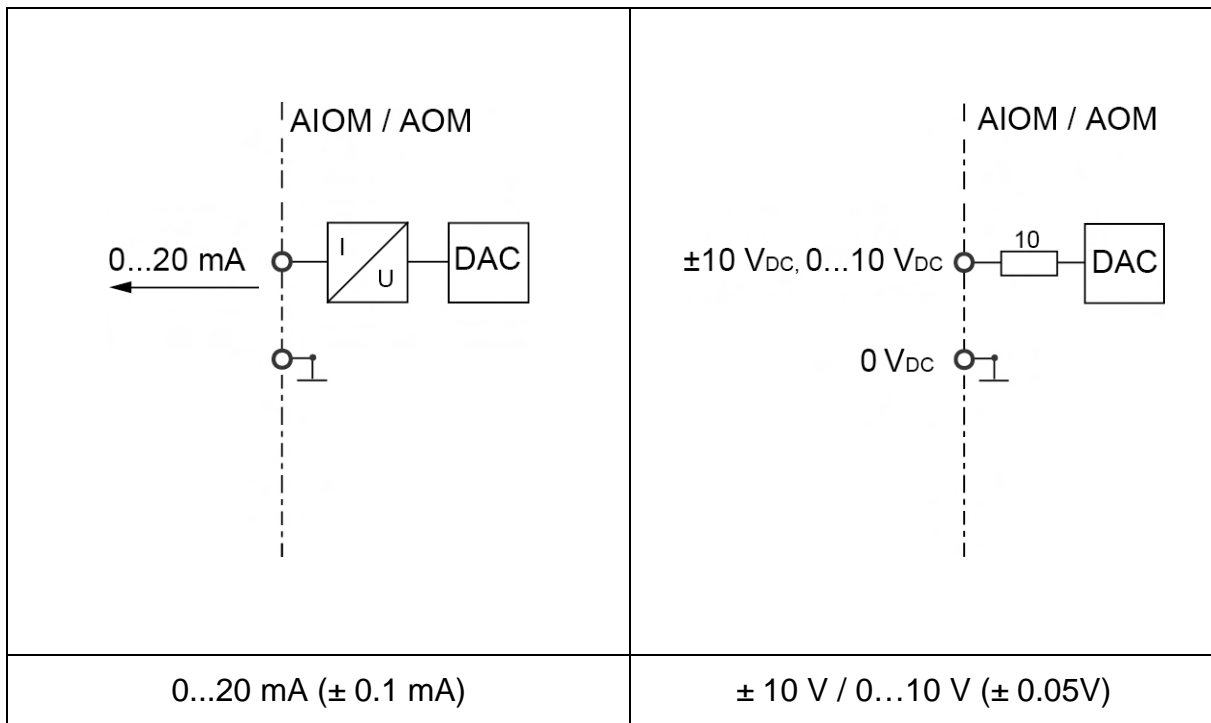 AIOM / AOM
0...20 mA
I
U
DAC
AIOM / AOM
±10 VDC, 0...10 VDC
10
DAC
0 VDC
0...20 mA (± 0.1 mA)
± 10 V / 0…10 V (± 0.05V)